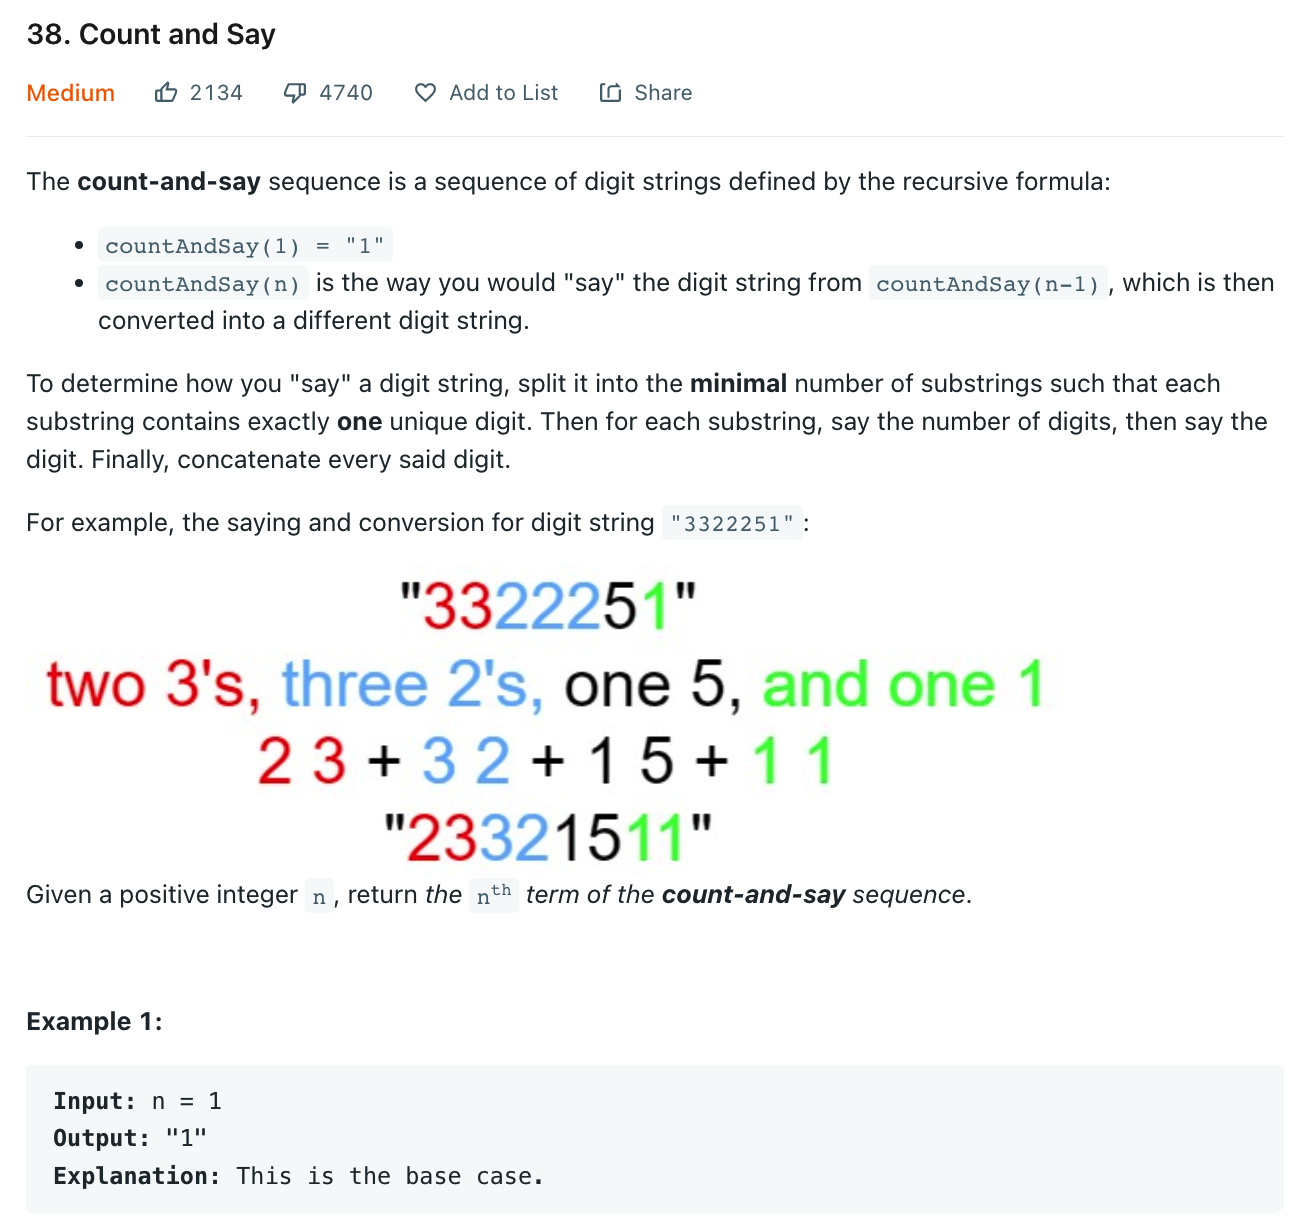 38. Count and Say
Medium 2134 4740 Add to List Share
The count-and-say sequence is a sequence of digit strings defined by the recursive formula:
• countAndSay(1) = "1"
• countAndSay(n) is the way you would "say" the digit string from countAndSay(n-1), which is then
converted into a different digit string.
To determine how you "say" a digit string, split it into the minimal number of substrings such that each
substring contains exactly one unique digit. Then for each substring, say the number of digits, then say the
digit. Finally, concatenate every said digit.
For example, the saying and conversion for digit string "3322251":
"3322251"
two 3's, three 2's, one 5, and one 1
2 3 + 3 2 + 1 5 + 1 1
"23321511"
Given a positive integer n, return the nth term of the count-and-say sequence.
Example 1:
Input: n = 1
Output: "1"
Explanation: This is the base case.